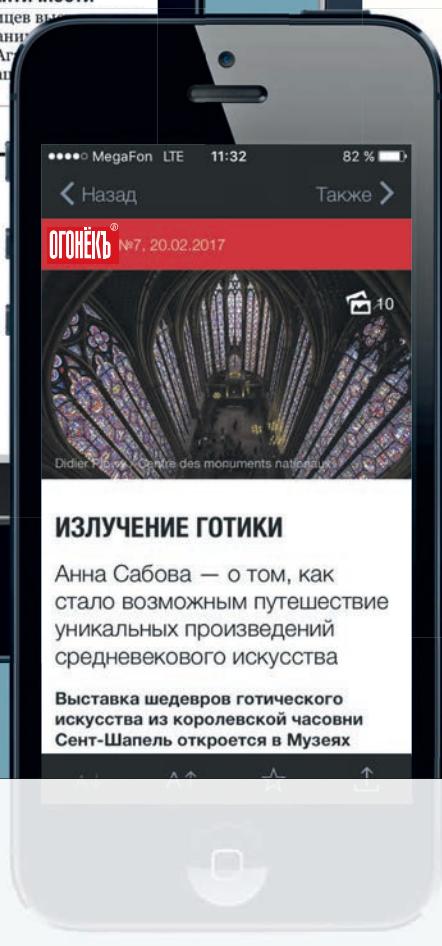 ●●●●○ MegaFon LTE 11:32 82 %
Назад Также
ОГОНЁКЪ® №7, 20.02.2017
10
Didier Centre des monuments nationaux
ИЗЛУЧЕНИЕ ГОТИКИ
Анна Сабова — о том, как
стало возможным путешествие
уникальных произведений
средневекового искусства
Выставка шедевров готического
искусства из королевской часовни
Сент-Шапель откроется в Музеях
A↓ A↑